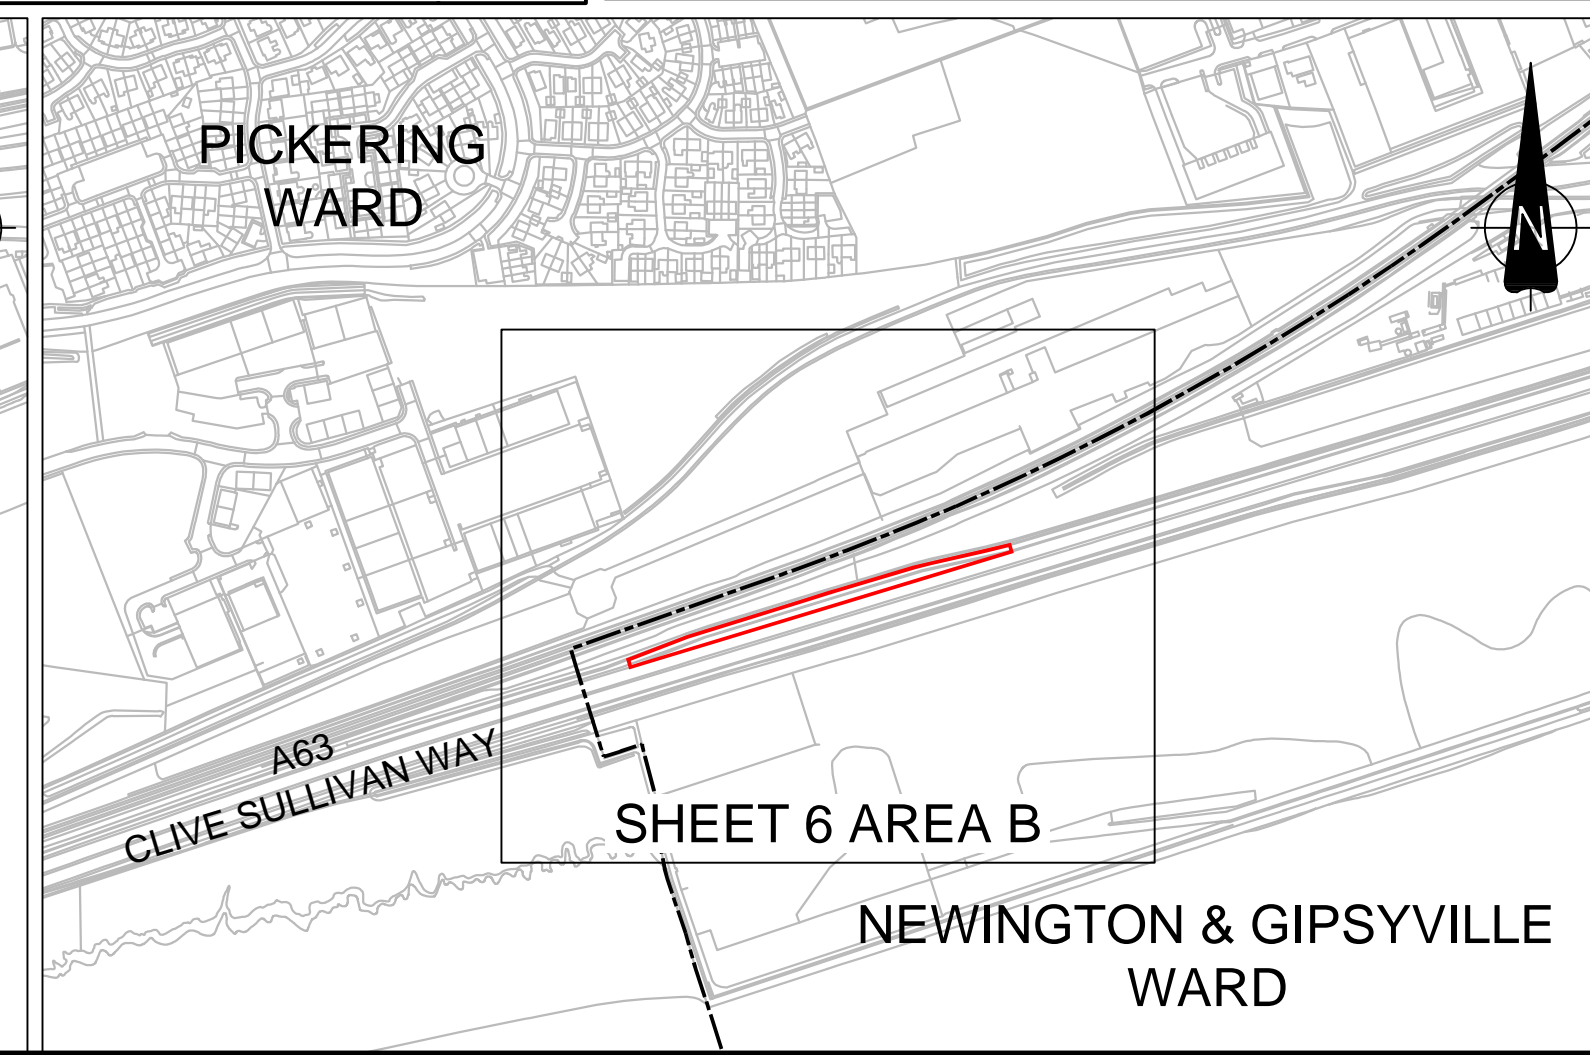 PICKERING
WARD
N
A63
CLIVE SULLIVAN WAY
SHEET 6 AREA B
NEWINGTON & GIPSYVILLE
WARD